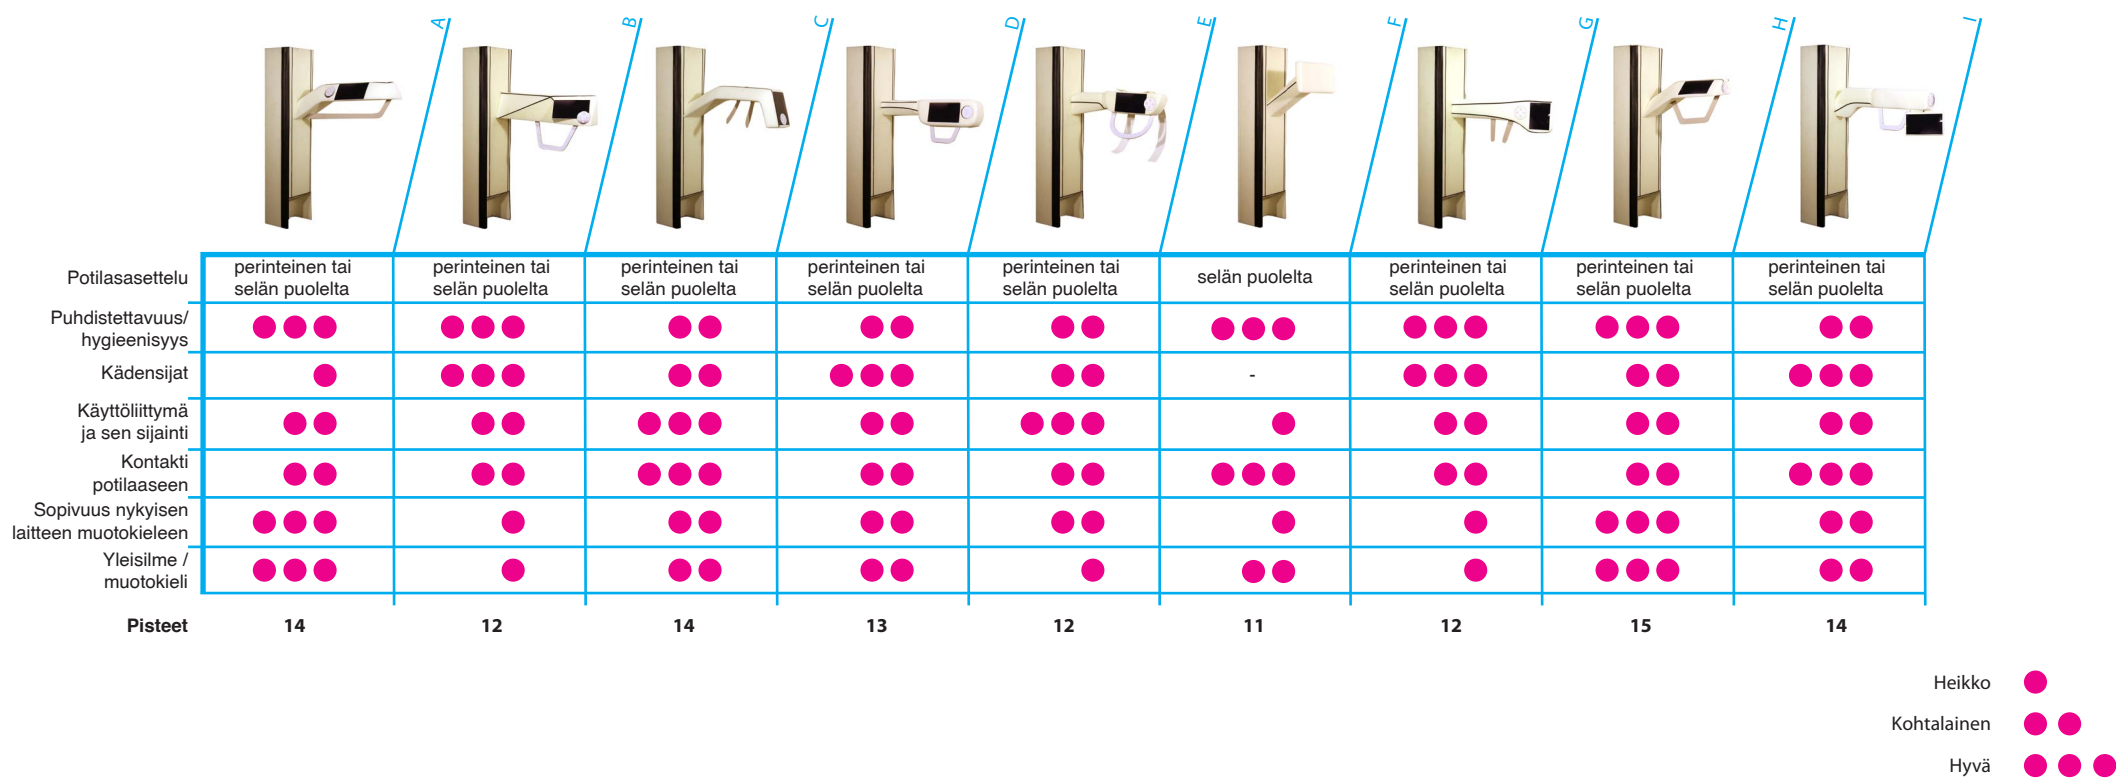 A B C D E F G H I
Potilasasettelu
perinteinen tai
selän puolelta
perinteinen tai
selän puolelta
perinteinen tai
selän puolelta
perinteinen tai
selän puolelta
perinteinen tai
selän puolelta
selän puolelta
perinteinen tai
selän puolelta
perinteinen tai
selän puolelta
perinteinen tai
selän puolelta
Puhdistettavuus/
hygieenisyys
Kädensijat
-
Käyttöliittymä
ja sen sijainti
Kontakti
potilaaseen
Sopivuus nykyisen
laitteen muotokieleen
Yleisilme /
muotokieli
Pisteet 14 12 14 13 12 11 12 15 14
Heikko
Kohtalainen
Hyvä